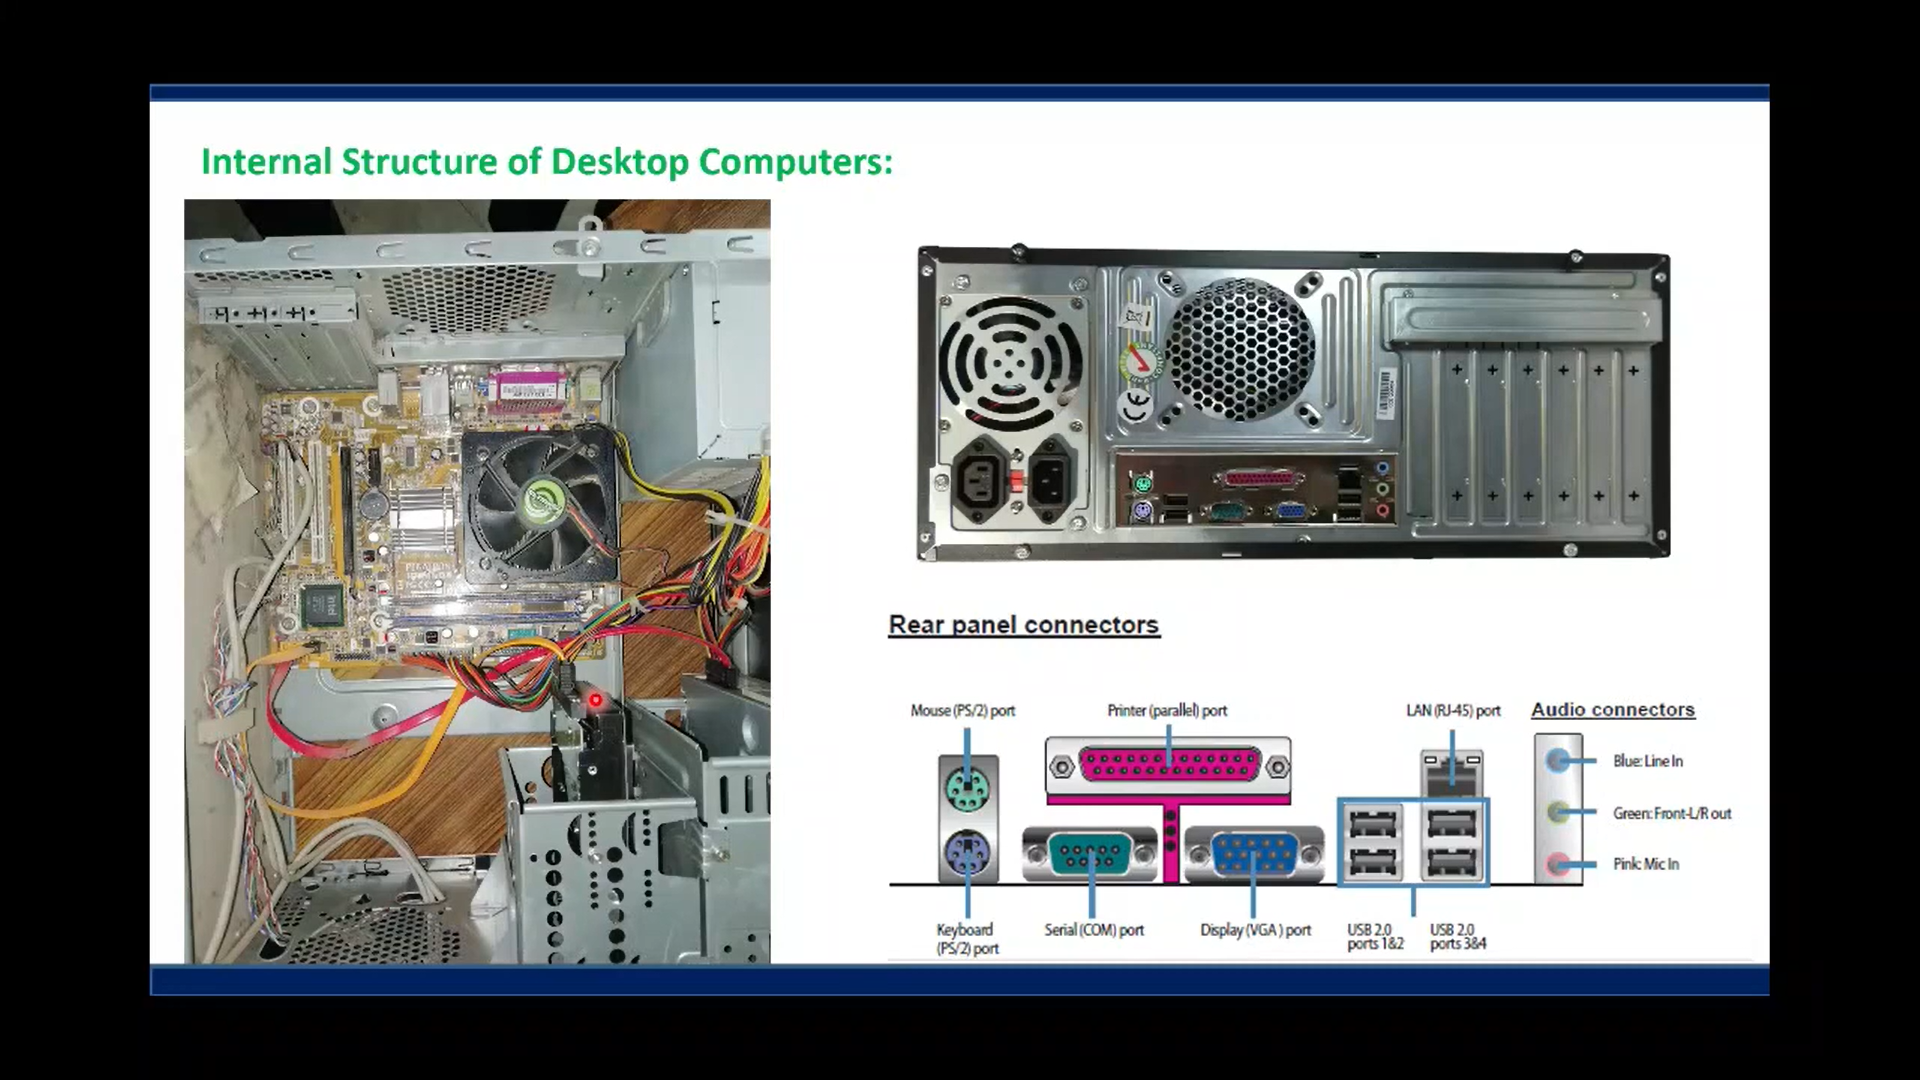 Internal Structure of Desktop Computers:
Rear panel connectors
Mouse (PS/2) port
Printer (parallel) port
LAN (RJ-45) port
Audio connectors
Blue: Line In
Green: Front-L/R out
Pink: Mic In
Keyboard
(PS/2) port
Serial (COM) port
Display (VGA ) port
USB 2.0
ports 1&2
USB 2.0
ports 3&4
CE
intel